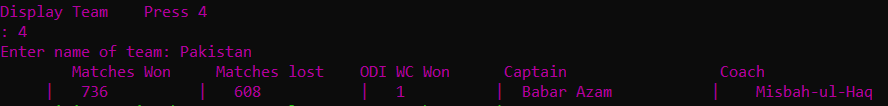 Display Team    Press 4
: 4
Enter name of team: Pakistan
Matches Won    Matches lost    ODI WC Won    Captain    Coach
| 736    | 608    | 1    | Babar Azam    | Misbah-ul-Haq